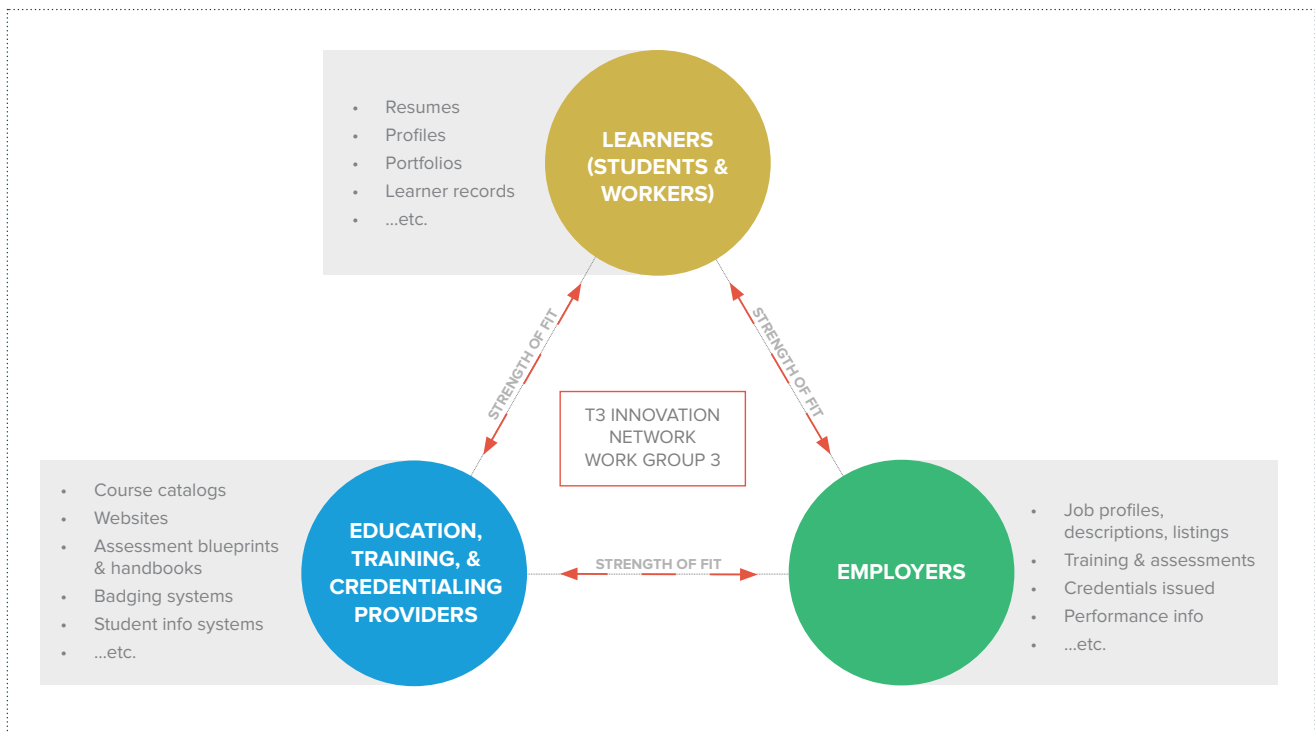 • Resumes
• Profiles
• Portfolios
• Learner records
• ...etc.
LEARNERS
(STUDENTS &
WORKERS)
STRENGTH OF FIT
STRENGTH OF FIT
T3 INNOVATION
NETWORK
WORK GROUP 3
• Course catalogs
• Websites
• Assessment blueprints
& handbooks
• Badging systems
• Student info systems
• ...etc.
EDUCATION,
TRAINING, &
CREDENTIALING
PROVIDERS
STRENGTH OF FIT
EMPLOYERS
• Job profiles,
descriptions, listings
• Training & assessments
• Credentials issued
• Performance info
• ...etc.